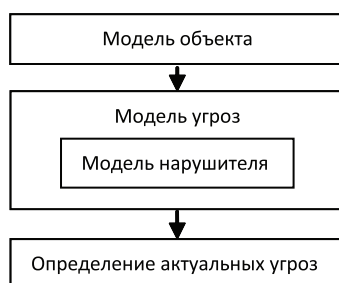 Модель объекта
Модель угроз
Модель нарушителя
Определение актуальных угроз